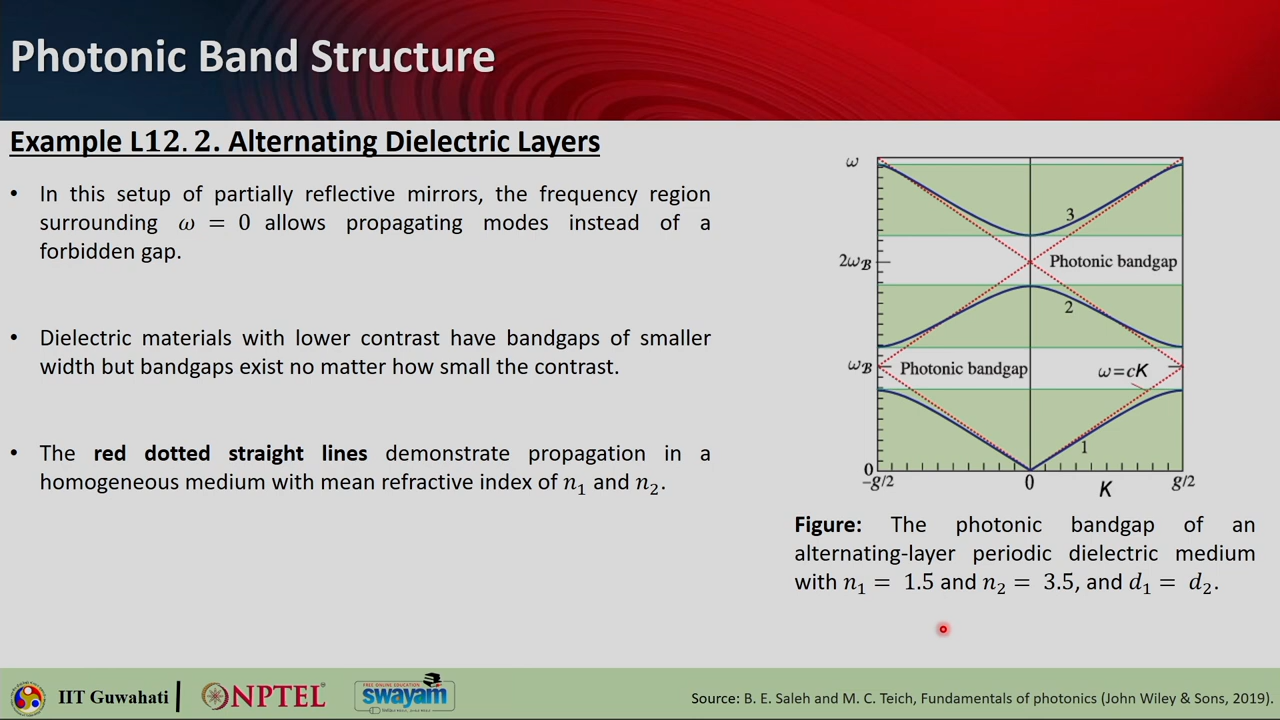 Photonic Band Structure
Example L12.2. Alternating Dielectric Layers
• In this setup of partially reflective mirrors, the frequency region
surrounding ω = 0 allows propagating modes instead of a
forbidden gap.
• Dielectric materials with lower contrast have bandgaps of smaller
width but bandgaps exist no matter how small the contrast.
• The red dotted straight lines demonstrate propagation in a
homogeneous medium with mean refractive index of n₁ and n₂.
ω
3
2ω_B
Photonic bandgap
2
ω_B
Photonic bandgap
ω=cK
1
0
-g/2
0
K
g/2
Figure: The photonic bandgap of an
alternating-layer periodic dielectric medium
with n₁ = 1.5 and n₂ = 3.5, and d₁ = d₂.
IIT Guwahati
NPTEL
FREE ONLINE EDUCATION
swayam
Source: B. E. Saleh and M. C. Teich, Fundamentals of photonics(John Wiley & Sons, 2019).